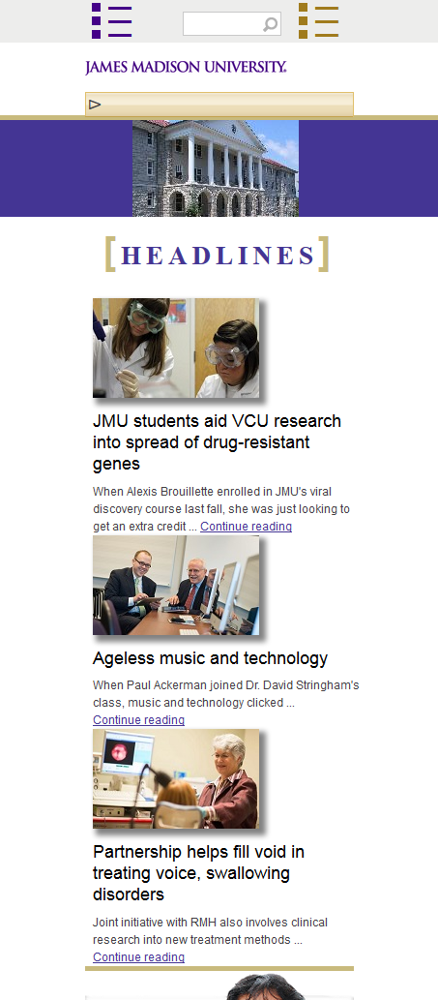 JAMES MADISON UNIVERSITY.
[HEADLINES]
JMU students aid VCU research
into spread of drug-resistant
genes
When Alexis Brouillette enrolled in JMU's viral
discovery course last fall, she was just looking to
get an extra credit ... Continue reading
Ageless music and technology
When Paul Ackerman joined Dr. David Stringham's
class, music and technology clicked ...
Continue reading
Partnership helps fill void in
treating voice, swallowing
disorders
Joint initiative with RMH also involves clinical
research into new treatment methods ...
Continue reading